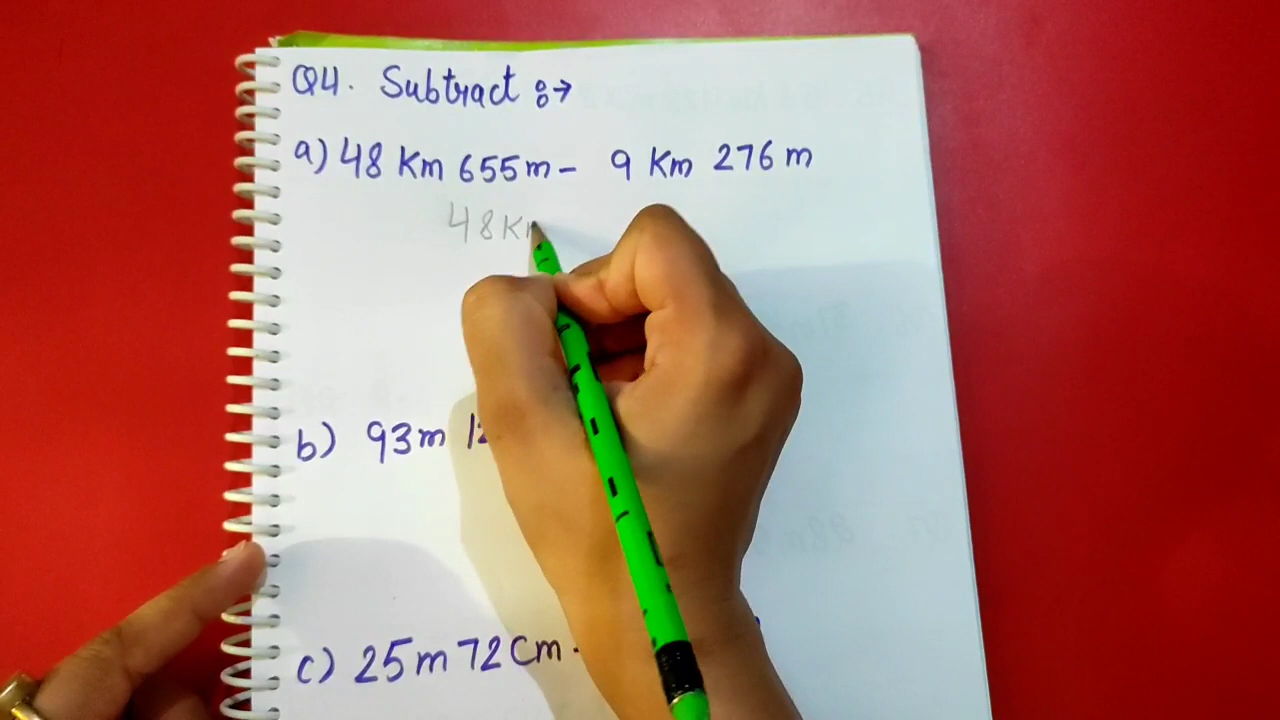 Q4. Subtract :→
a) 48 Km 655m - 9 Km 276 m
48 Km
b) 93m
c) 25m 72 Cm -